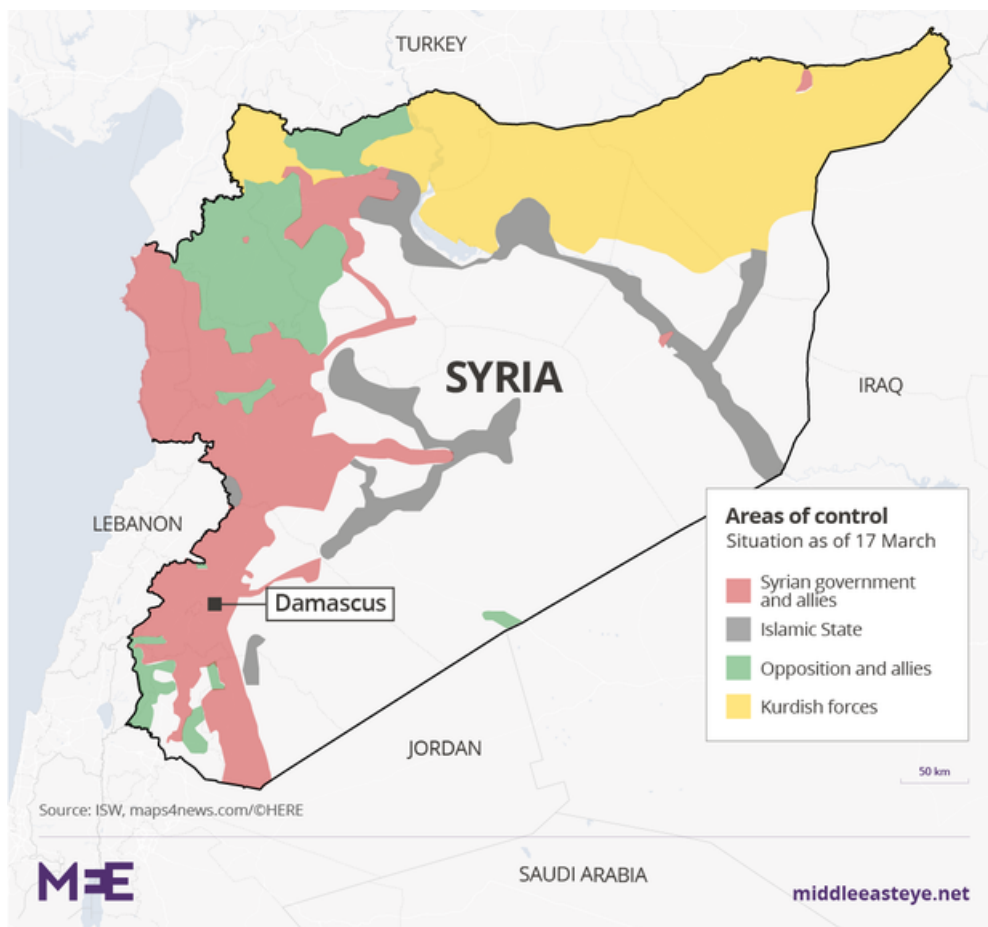 TURKEY
SYRIA
IRAQ
LEBANON
Damascus
JORDAN
SAUDI ARABIA
Areas of control
Situation as of 17 March
Syrian government
and allies
Islamic State
Opposition and allies
Kurdish forces
50 km
Source: ISW, maps4news.com/©HERE
MEE
middleeasteye.net